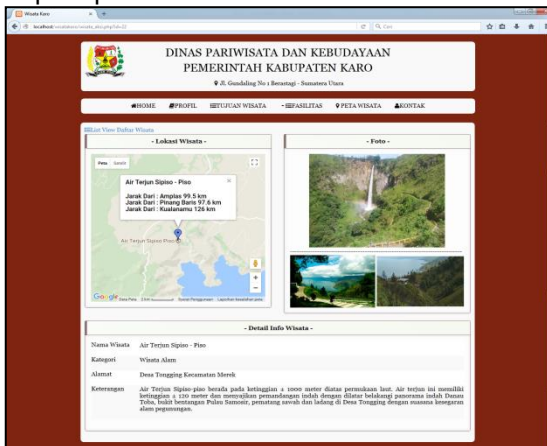 Wisata Karo
Cari
DINAS PARIWISATA DAN KEBUDAYAAN
PEMERINTAH KABUPATEN KARO
Jl. Gundaling No 1 Berastagi - Sumatera Utara
HOME PROFIL TUJUAN WISATA FASILITAS PETA WISATA KONTAK
List View Daftar Wisata
- Lokasi Wisata -
- Foto -
Peta Satelit
Air Terjun Sipiso - Piso
Jarak Dari : Amplas 99.5 km
Jarak Dari : Pinang Baris 97.6 km
Jarak Dari : Kualanamu 126 km
Air Terjun Sipiso Piso
Google
- Detail Info Wisata -
Nama Wisata Air Terjun Sipiso - Piso
Kategori Wisata Alam
Alamat Desa Tongging Kecamatan Merek
Keterangan Air Terjun Sipiso-piso berada pada ketinggian ± 1000 meter diatas permukaan laut. Air terjun ini memiliki
ketinggian ± 120 meter dan menyajikan pemandangan indah dengan dilatar belakangi panorama indah Danau
Toba, bukit bentangan Pulau Samosir, pematang sawah dan ladang di Desa Tongging dengan suasana kesegaran
alam pegunungan.